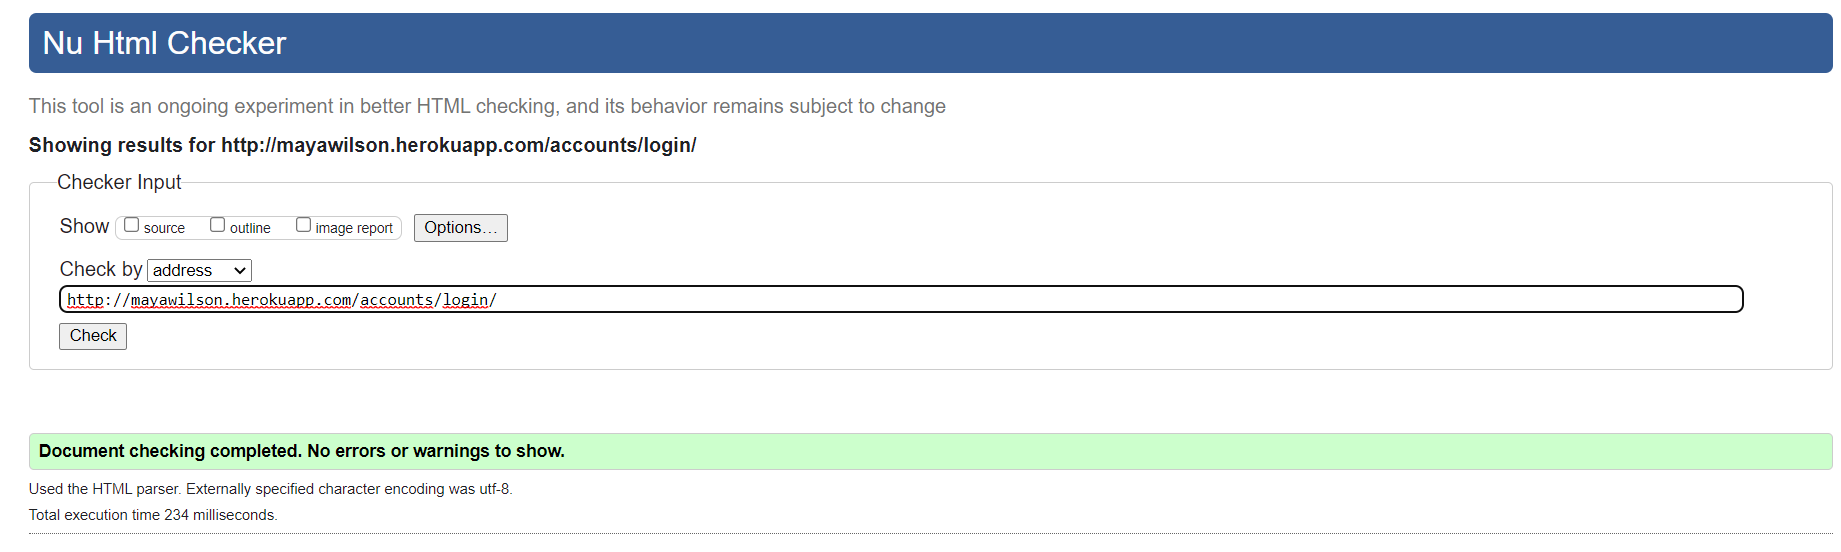 Nu Html Checker
This tool is an ongoing experiment in better HTML checking, and its behavior remains subject to change
Showing results for http://mayawilson.herokuapp.com/accounts/login/
Checker Input
Show source outline image report Options...
Check by address
http://mayawilson.herokuapp.com/accounts/login/
Check
Document checking completed. No errors or warnings to show.
Used the HTML parser. Externally specified character encoding was utf-8.
Total execution time 234 milliseconds.